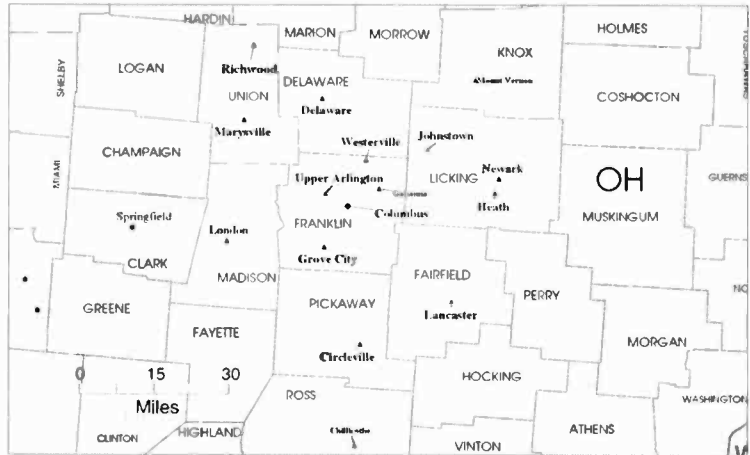 HARDIN
MARION
MORROW
HOLMES
KNOX
Richwood
LOGAN
SHELBY
DELAWARE
Mount Vernon
UNION
COSHOCTON
Delaware
Marysville
Westerville
Johnstown
CHAMPAIGN
MIAMI
Upper Arlington
LICKING
Newark
OH
GUERNS
Springfield
Columbus
Heath
MUSKINGUM
London
FRANKLIN
CLARK
Grove City
MADISON
FAIRFIELD
NO
GREENE
PICKAWAY
PERRY
Lancaster
FAYETTE
MORGAN
Circleville
0 15 30
HOCKING
Miles
ROSS
WASHINGTON
CLINTON
HIGHLAND
ATHENS
VINTON